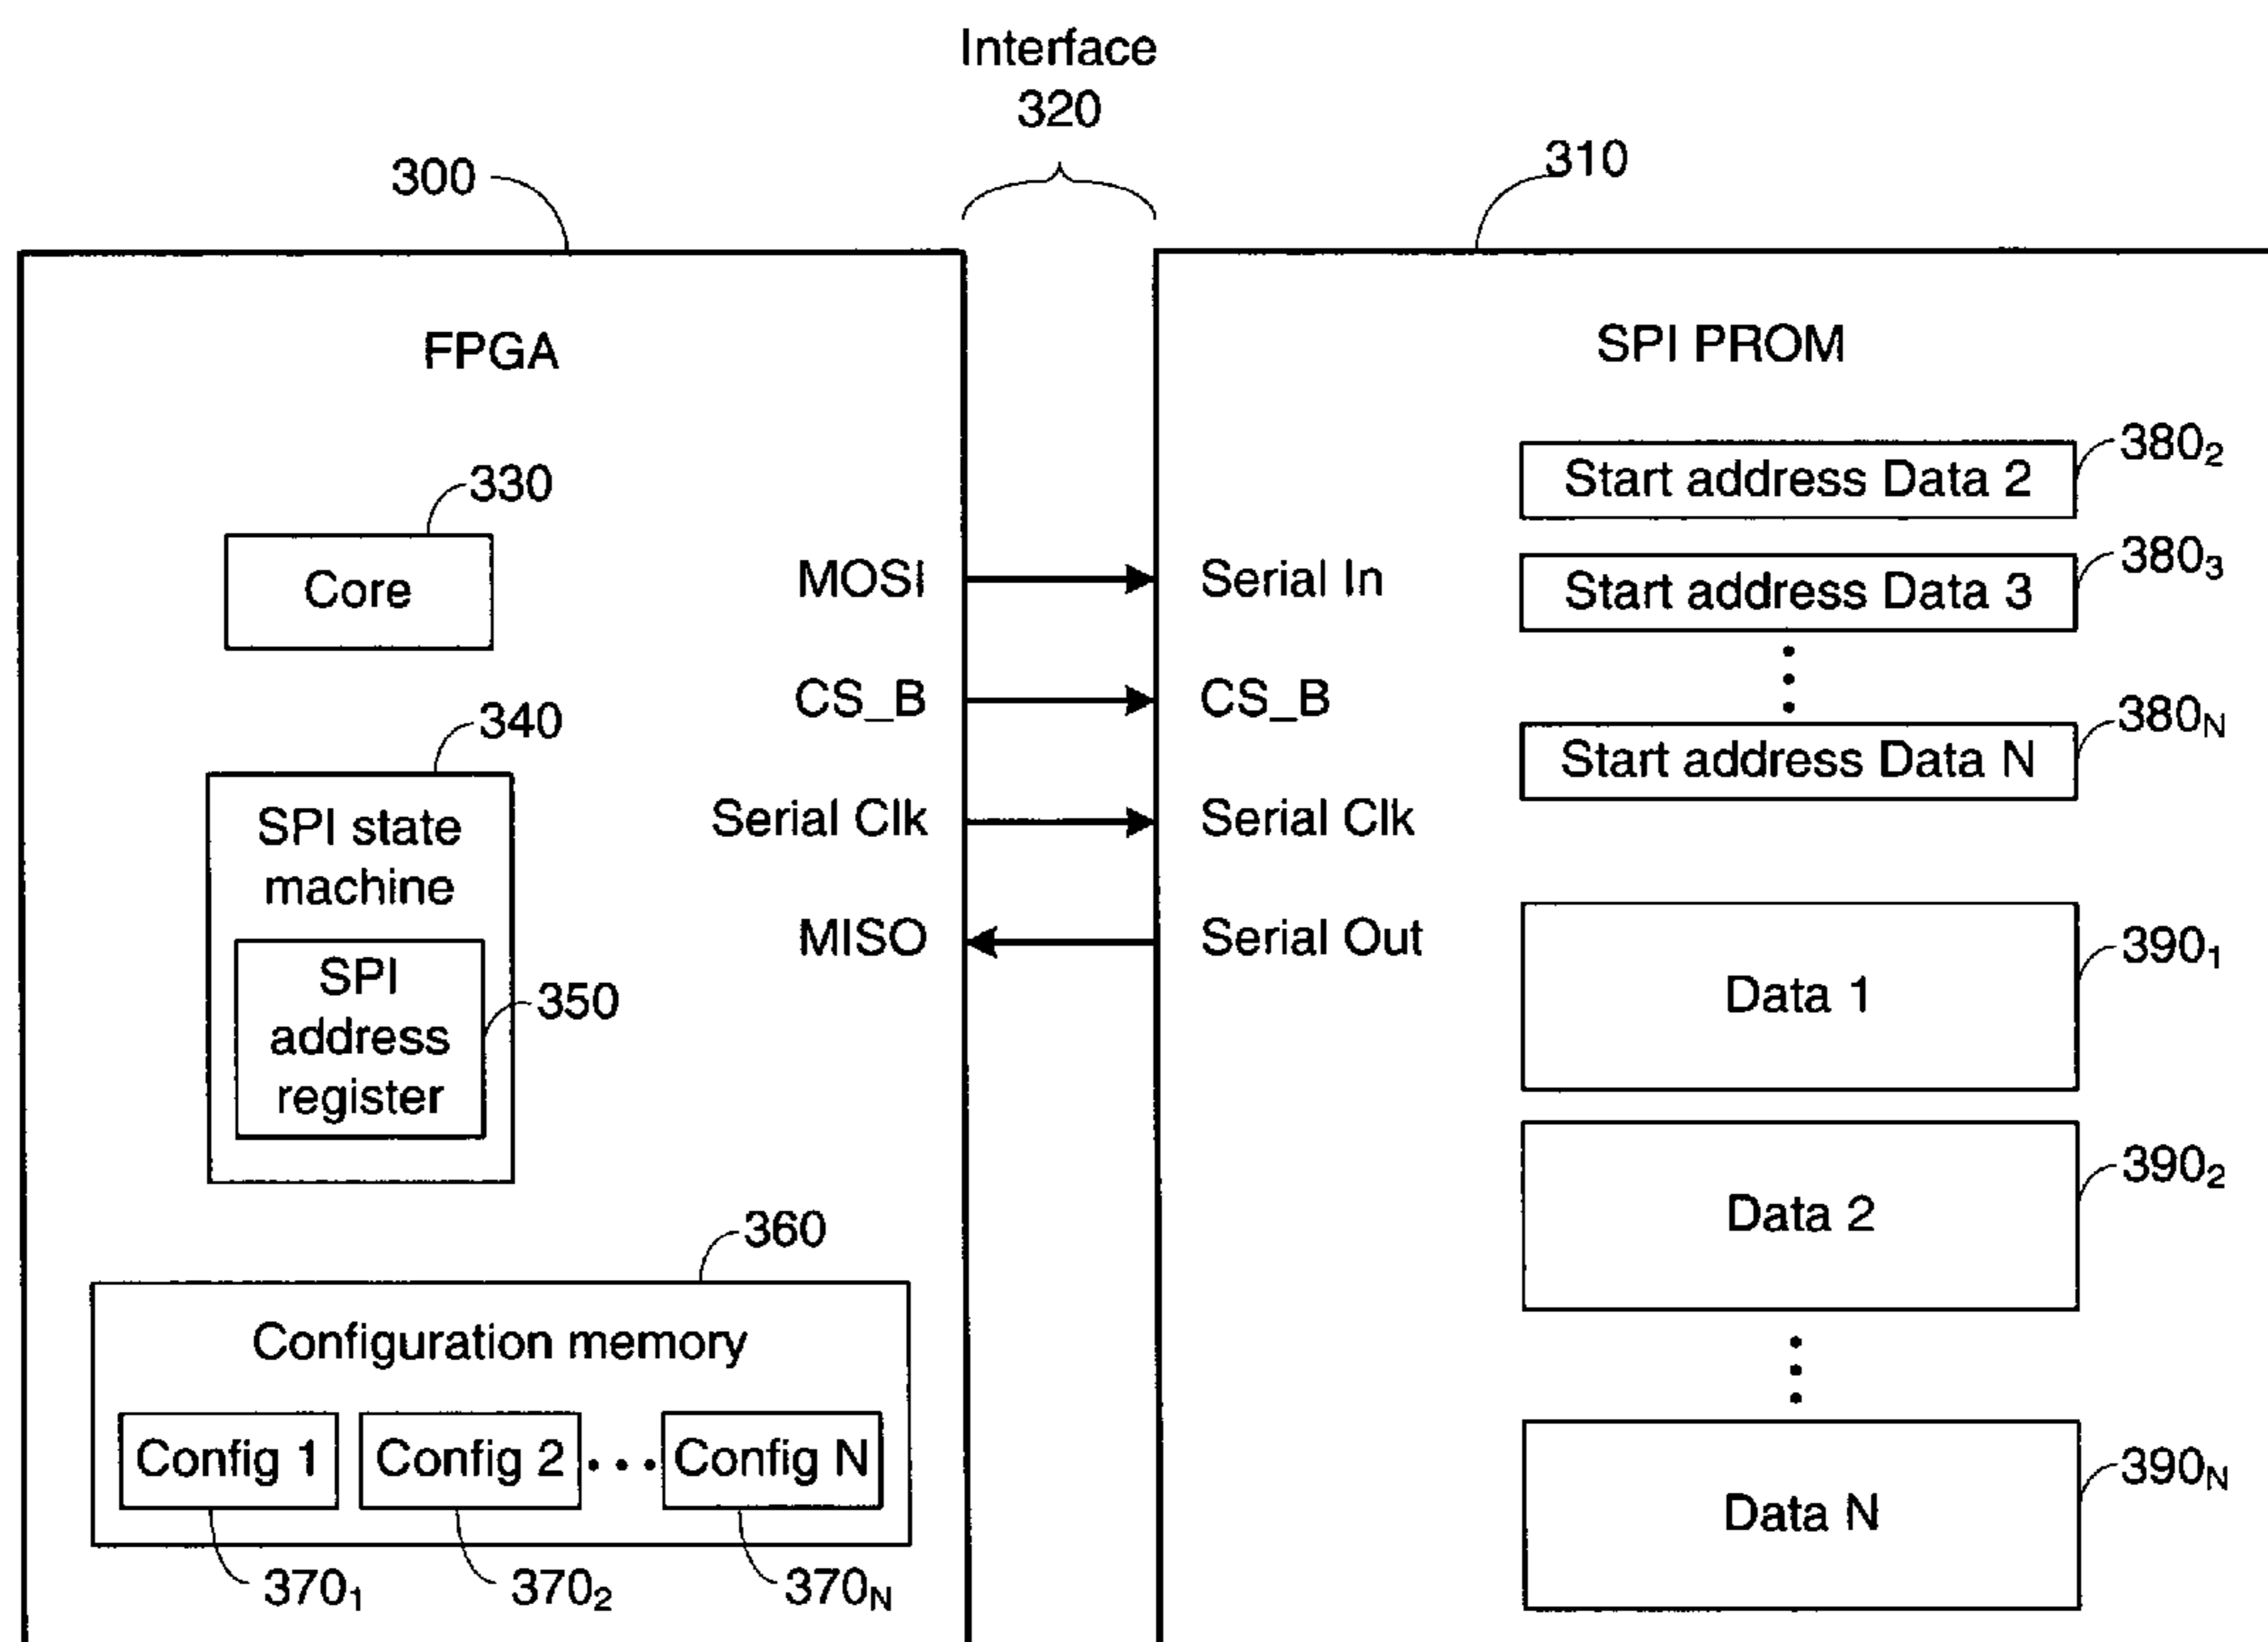 Interface
320
300
310
FPGA
SPI PROM
330
Core
340
SPI state
machine
SPI
address
register
350
360
Configuration memory
Config 1
Config 2
Config N
370₁
370₂
370N
MOSI
Serial In
CS_B
CS_B
Serial Clk
Serial Clk
MISO
Serial Out
Start address Data 2
380₂
Start address Data 3
380₃
Start address Data N
380N
Data 1
390₁
Data 2
390₂
Data N
390N